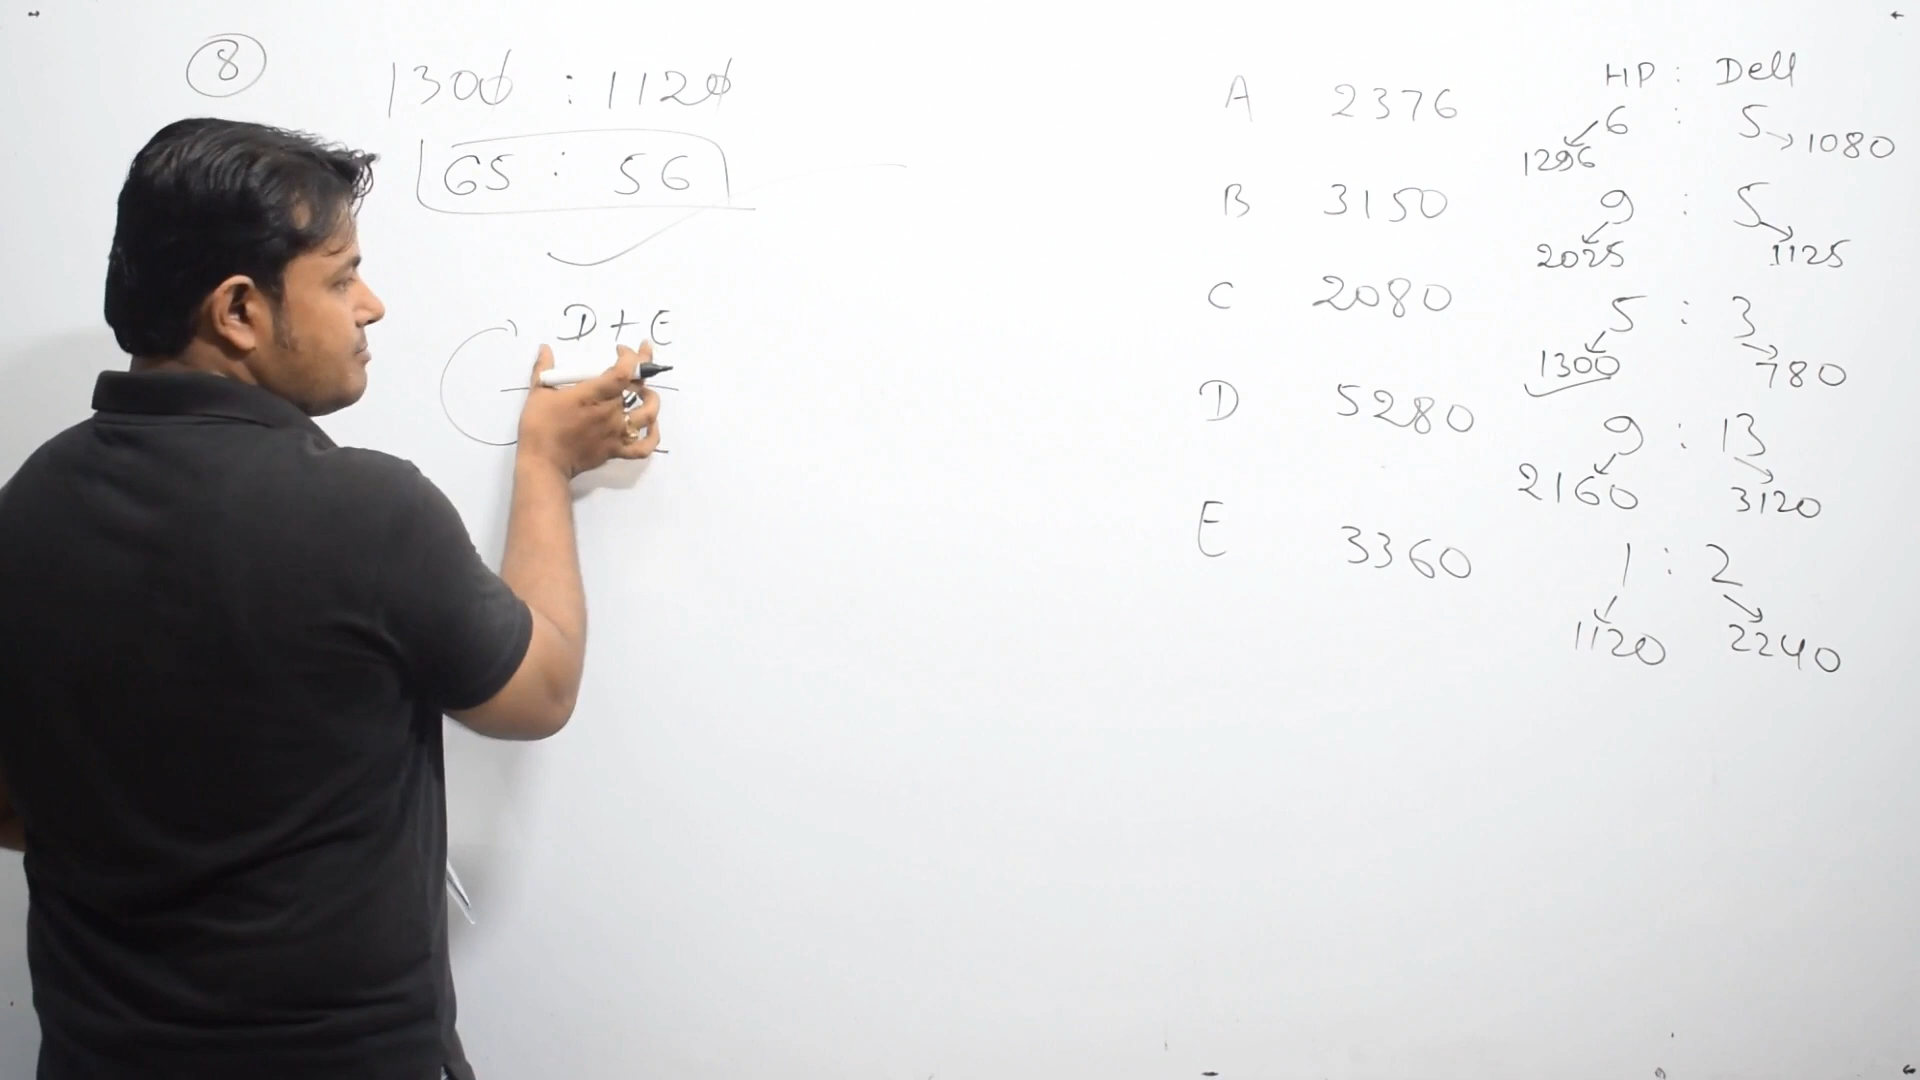 8
1300 : 1120
65 : 56
D + E
HP : Dell
A 2376 6 : 5
1296 1080
B 3150 9 : 5
2025 1125
C 2080 5 : 3
1300 780
D 5280 9 : 13
2160 3120
E 3360 1 : 2
1120 2240